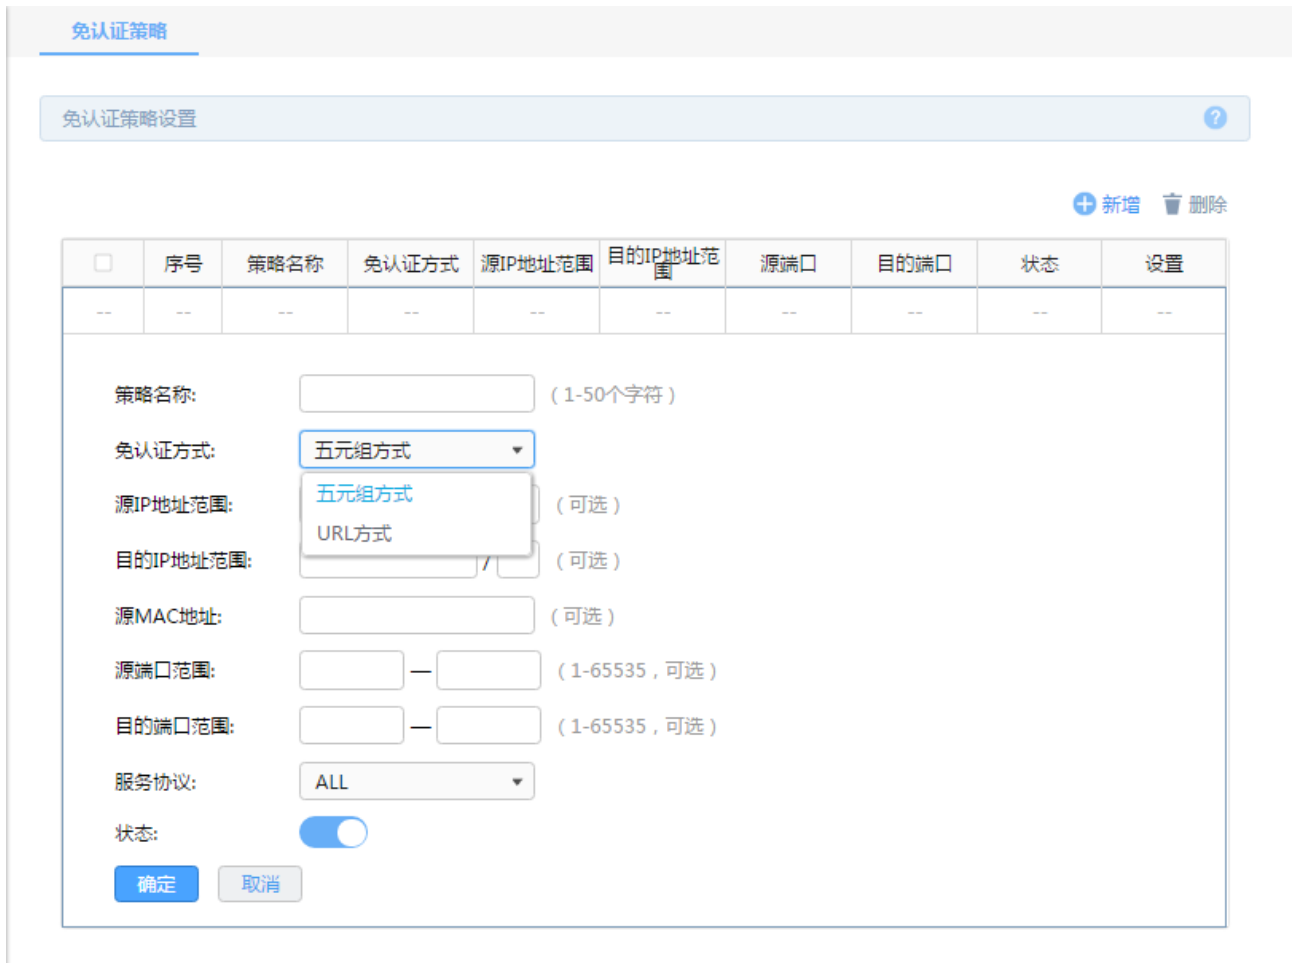 免认证策略
免认证策略设置
?
新增 删除
序号 策略名称 免认证方式 源IP地址范围 目的IP地址范围 源端口 目的端口 状态 设置
-- -- -- -- -- -- -- -- -- --
策略名称: (1-50个字符)
免认证方式: 五元组方式
五元组方式
源IP地址范围: (可选)
URL方式
目的IP地址范围: / (可选)
源MAC地址: (可选)
源端口范围: — (1-65535,可选)
目的端口范围: — (1-65535,可选)
服务协议: ALL
状态:
确定 取消